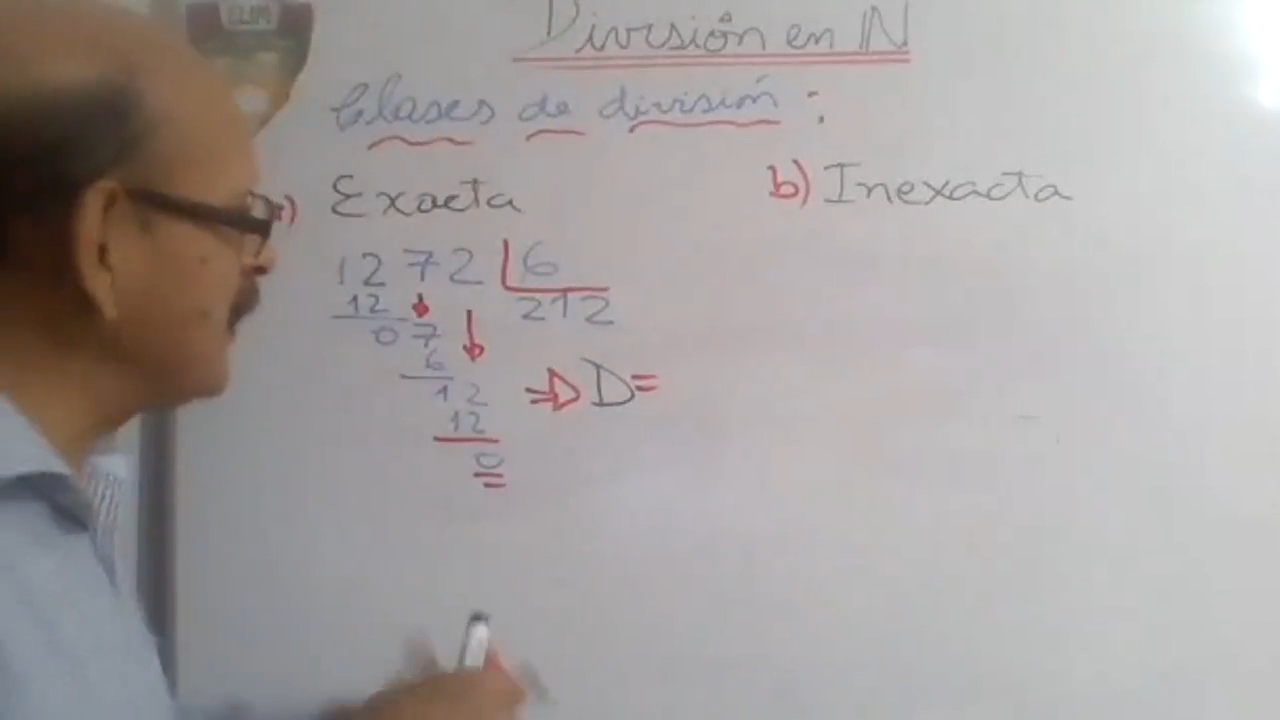 División en ℕ
Clases de división :
a) Exacta
1272 6
12 212
07
6
12
12
0
⇒ D=
b) Inexacta